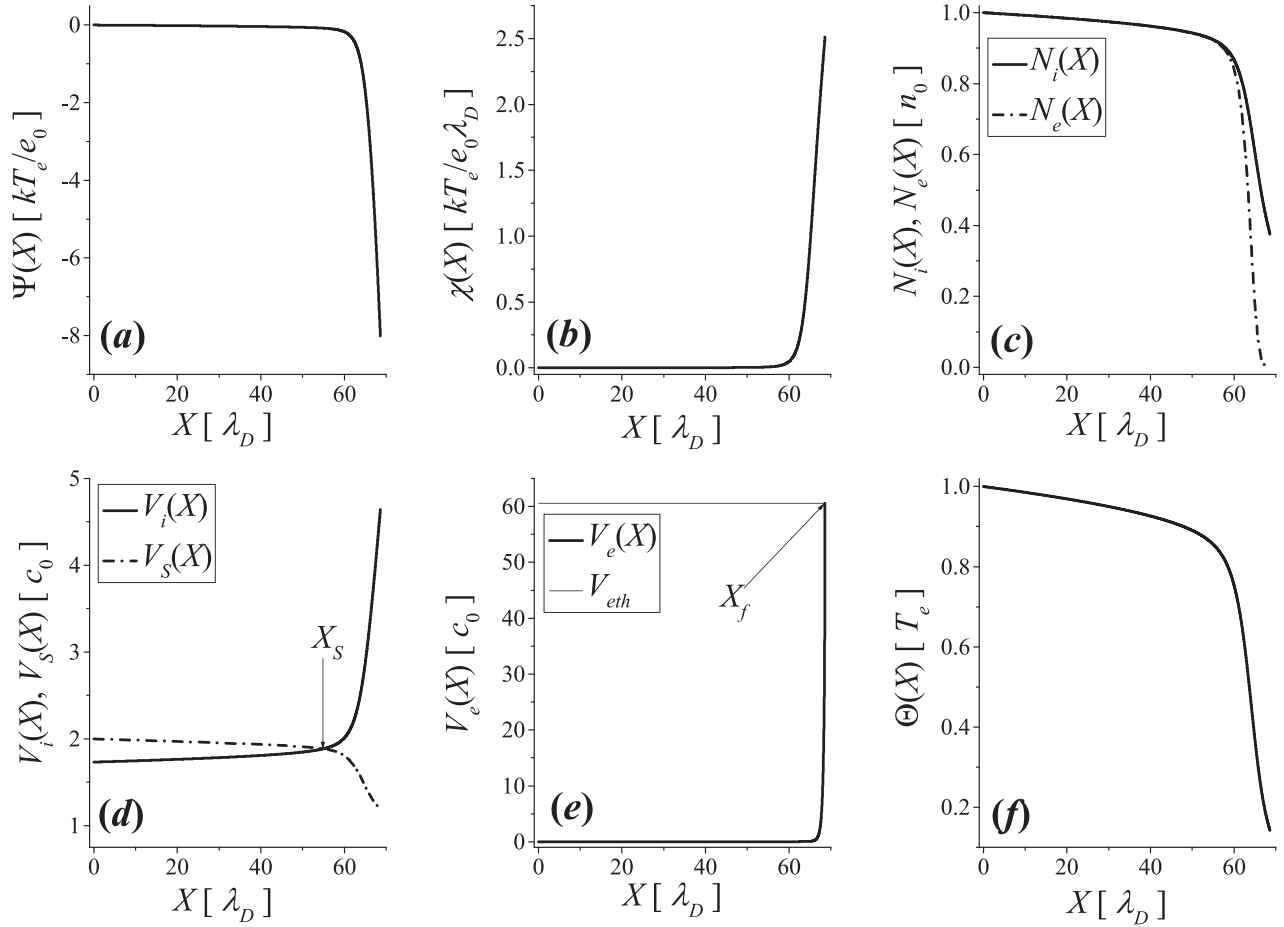 Ψ(X) [ kT_e/e_0 ]
0
-2
-4
-6
-8
0 20 40 60
X [ λ_D ]
(a)
χ(X) [ kT_e/e_0λ_D ]
2.5
2.0
1.5
1.0
0.5
0.0
0 20 40 60
X [ λ_D ]
(b)
N_i(X), N_e(X) [ n_0 ]
1.0
0.8
0.6
0.4
0.2
0.0
0 20 40 60
X [ λ_D ]
N_i(X)
N_e(X)
(c)
V_i(X), V_S(X) [ c_0 ]
5
4
3
2
1
0 20 40 60
X [ λ_D ]
V_i(X)
V_S(X)
X_S
(d)
V_e(X) [ c_0 ]
60
50
40
30
20
10
0
0 20 40 60
X [ λ_D ]
V_e(X)
V_eth
X_f
(e)
Θ(X) [ T_e ]
1.0
0.8
0.6
0.4
0.2
0 20 40 60
X [ λ_D ]
(f)